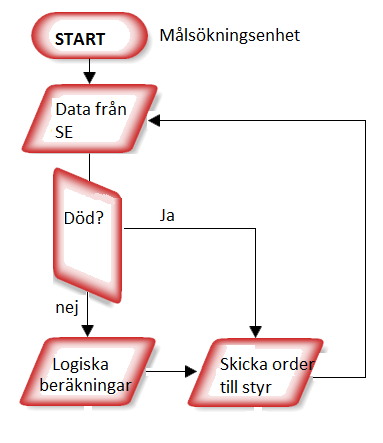 START
Målsökningsenhet
Data från
SE
Död?
Ja
nej
Logiska
beräkningar
Skicka order
till styr